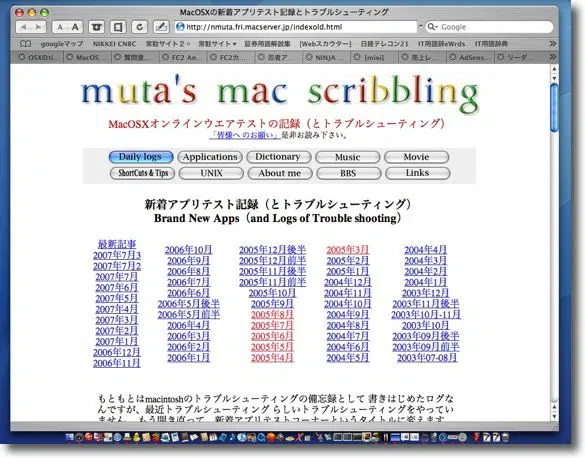 MacOSXの新着アプリテスト記録とトラブルシューティング
http://nmuta.fri.macserver.jp/indexold.html
Google
googleマップ NIKKEI CNBC 常駐サイト2 常駐サイト 証券用語解集 [Webスカウター] 日経テレコン21 IT用語eWrds IT用語辞典
MacOS 質問意 FC2 An FC2カ 忍者ア NINJA [mixi] 売上レ AdSen
muta's mac scribbling
MacOSXオンラインウエアテストの記録（とトラブルシューティング）
「皆様へのお願い」是非お読み下さい。
Daily logs Applications Dictionary Music Movie
ShortCuts & Tips UNIX About me BBS Links
新着アプリテスト記録（とトラブルシューティング）
Brand New Apps（and Logs of Trouble shooting）
最新記事
2007年7月3
2007年7月2
2007年7月
2007年6月
2007年5月
2007年4月
2007年3月
2007年2月
2007年1月
2006年12月
2006年11月
2006年10月
2006年9月
2006年8月
2006年7月
2006年6月
2006年5月後半
2006年5月前半
2006年4月
2006年3月
2006年2月
2006年1月
2005年12月後半
2005年12月前半
2005年11月後半
2005年11月前半
2005年10月
2005年9月
2005年8月
2005年7月
2005年6月
2005年5月
2005年4月
2005年3月
2005年2月
2005年1月
2004年12月
2004年11月
2004年10月
2004年9月
2004年8月
2004年7月
2004年6月
2004年5月
2004年4月
2004年3月
2004年2月
2004年1月
2003年12月
2003年11月後半
2003年10月-11月
2003年10月
2003年09月後半
2003年09月前半
2003年07-08月
もともとはmacintoshのトラブルシューティングの備忘録として 書きはじめたログな
んですが、最近トラブルシューティングらしいトラブルシューティングをやってい
ません。もう開き直って、新着アプリテストコーナーというタイトルに変えます。